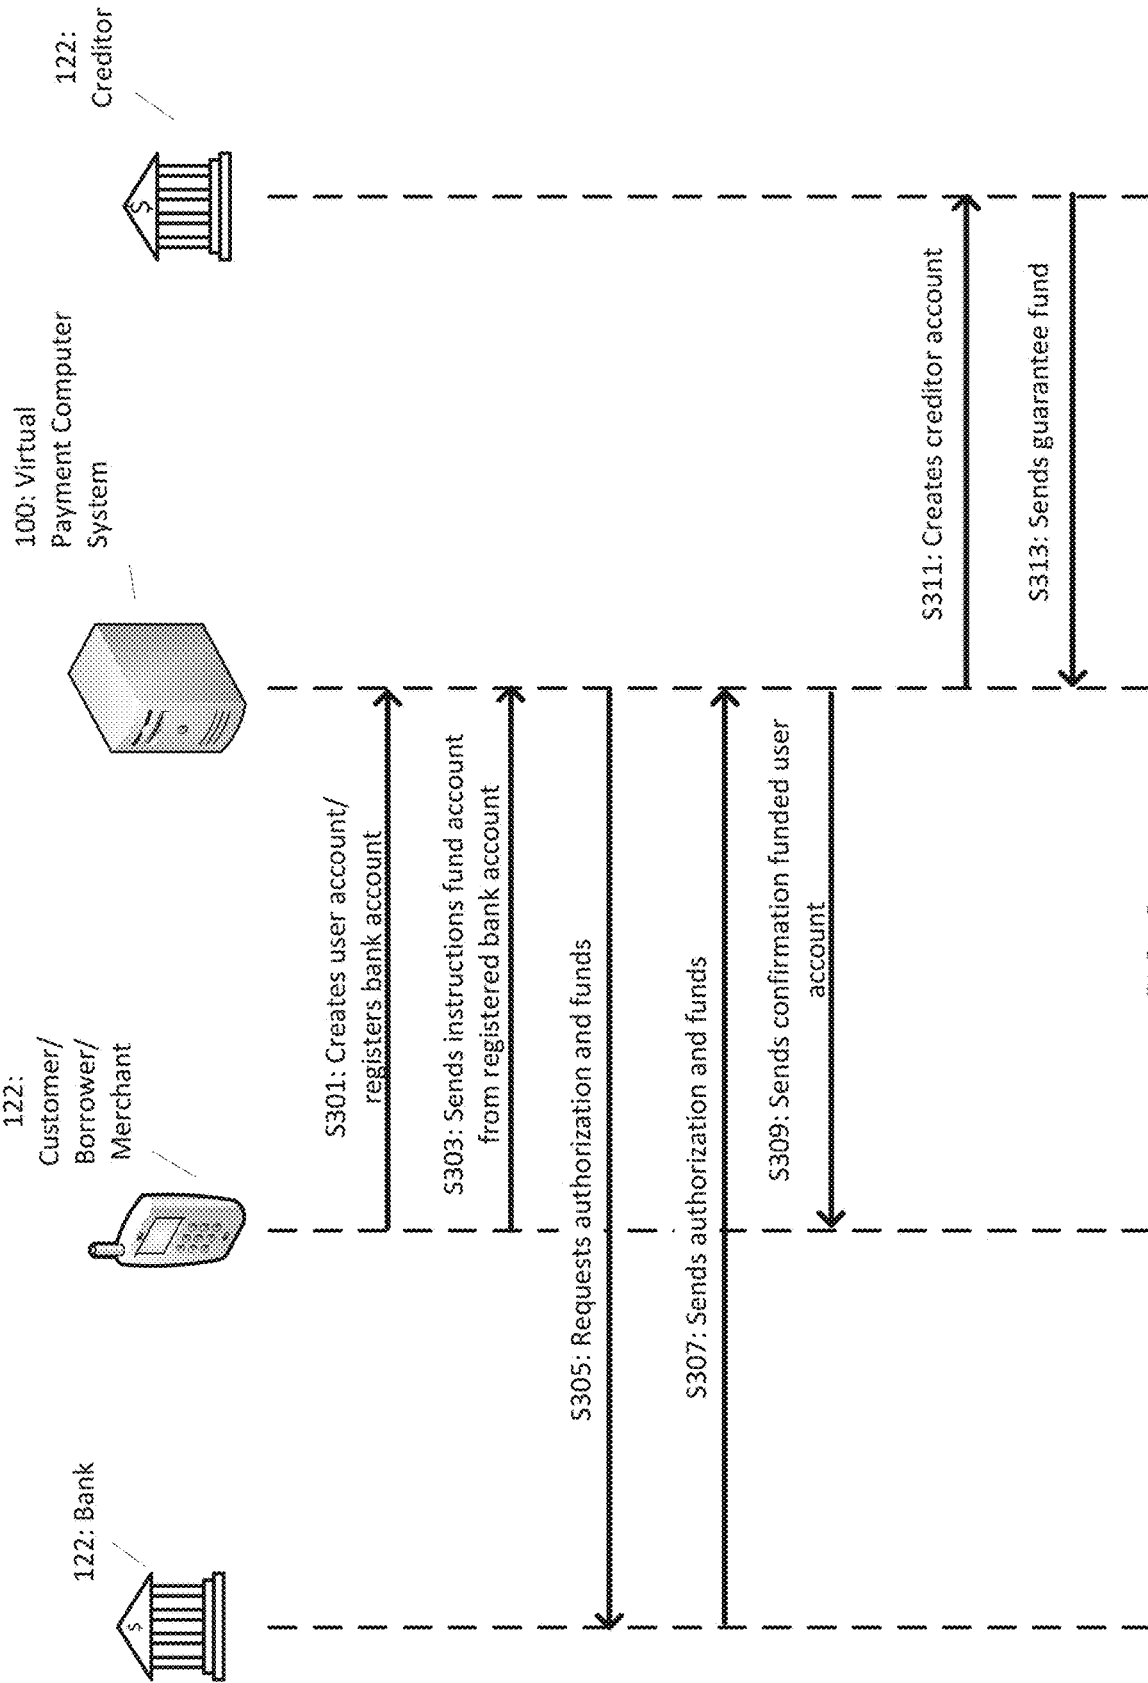 122: Bank
122:
Customer/
Borrower/
Merchant
100: Virtual
Payment Computer
System
122:
Creditor
$
$
S301: Creates user account/
registers bank account
S303: Sends instructions fund account
from registered bank account
S305: Requests authorization and funds
S307: Sends authorization and funds
S309: Sends confirmation funded user
account
S311: Creates creditor account
S313: Sends guarantee fund